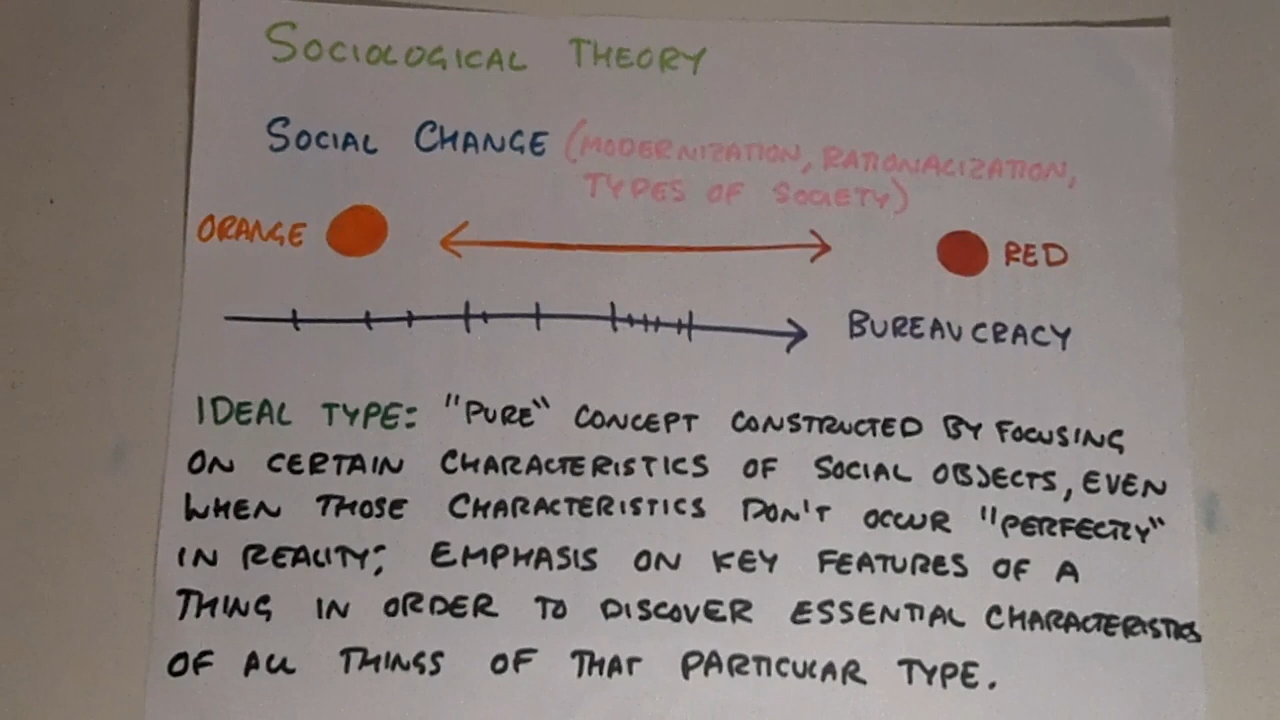 SOCIOLOGICAL THEORY
SOCIAL CHANGE (MODERNIZATION, RATIONALIZATION,
TYPES OF SOCIETY)
ORANGE RED
BUREAUCRACY
IDEAL TYPE: "PURE" CONCEPT CONSTRUCTED BY FOCUSING
ON CERTAIN CHARACTERISTICS OF SOCIAL OBJECTS, EVEN
WHEN THOSE CHARACTERISTICS DON'T OCCUR "PERFECTLY"
IN REALITY; EMPHASIS ON KEY FEATURES OF A
THING IN ORDER TO DISCOVER ESSENTIAL CHARACTERISTICS
OF ALL THINGS OF THAT PARTICULAR TYPE.